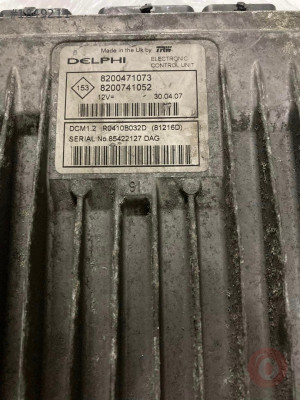 Made in the Uk by TRW
DELPHI
ELECTRONIC
CONTROL UNIT
153
8200471073
8200741052
12V=
30.04.07
DCM1.2 R0410B032D (81216D)
SERIAL No.85422127 DAG